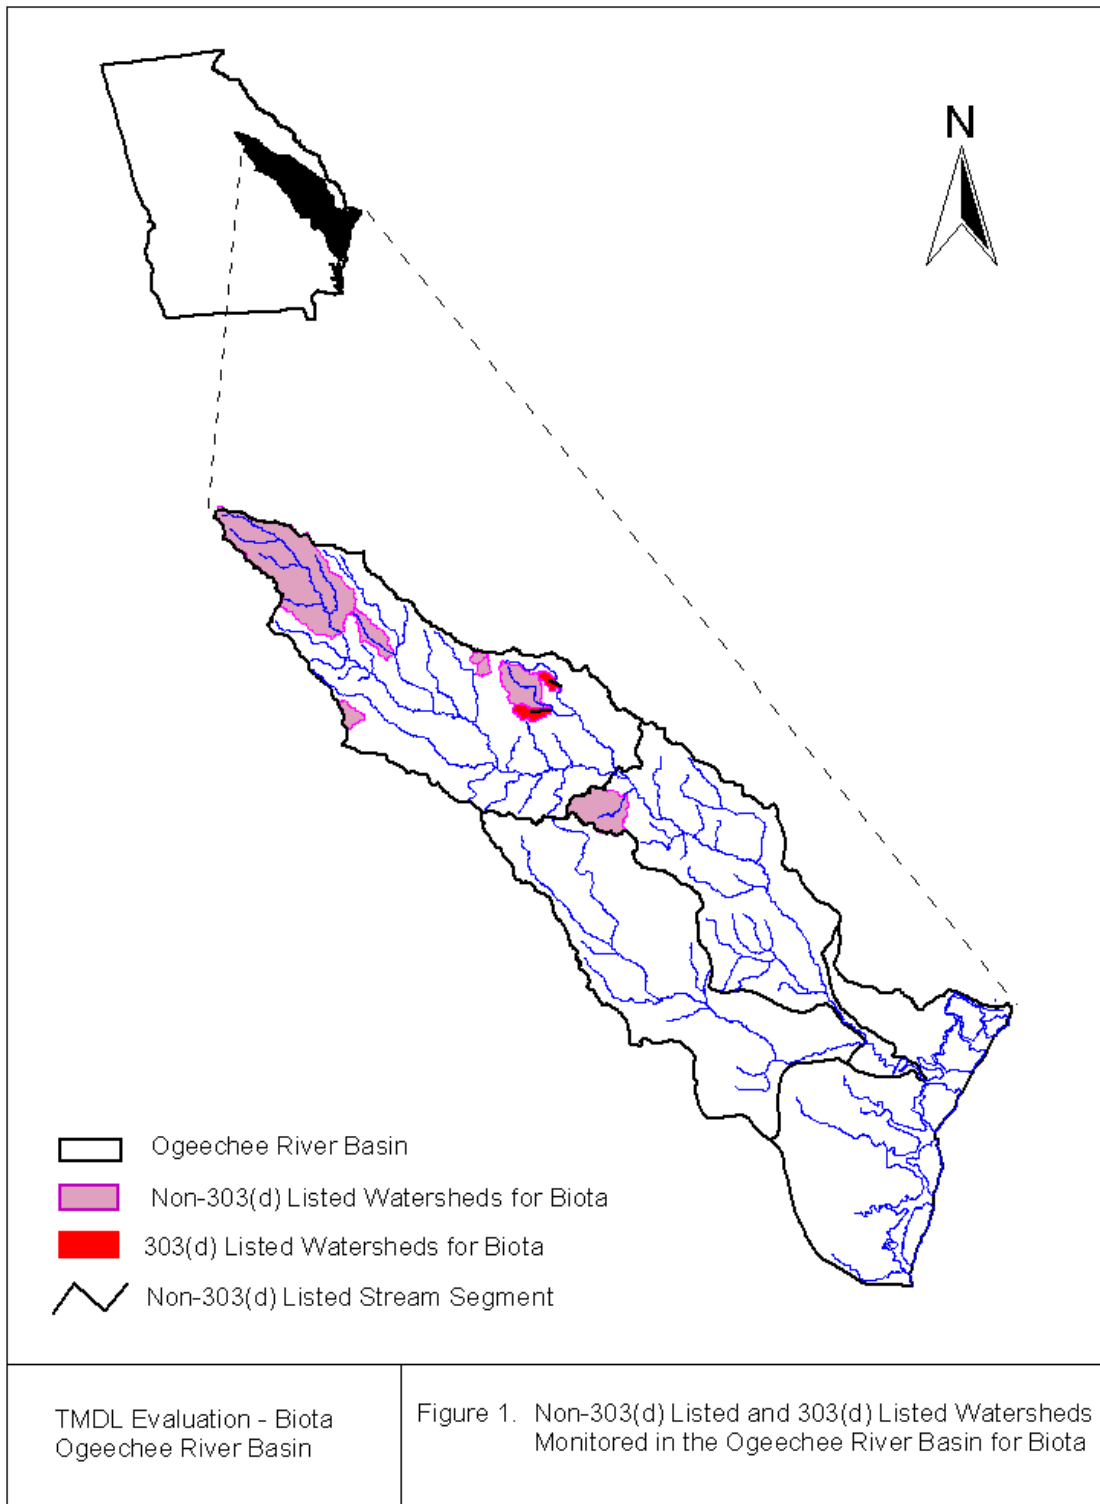 N
Ogeechee River Basin
Non-303(d) Listed Watersheds for Biota
303(d) Listed Watersheds for Biota
Non-303(d) Listed Stream Segment
TMDL Evaluation - Biota
Ogeechee River Basin
Figure 1. Non-303(d) Listed and 303(d) Listed Watersheds
Monitored in the Ogeechee River Basin for Biota